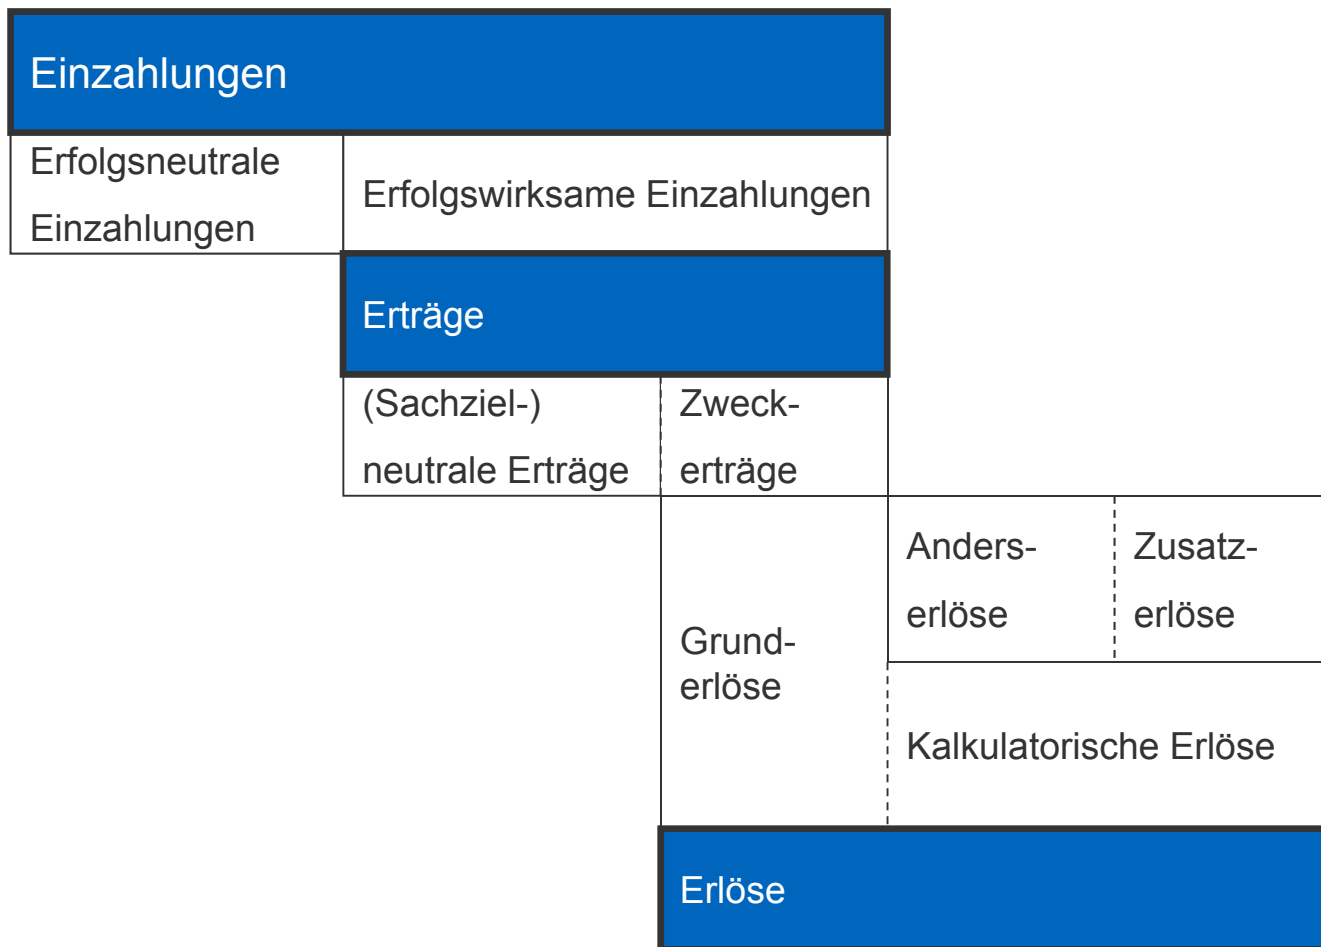 Einzahlungen
Erfolgsneutrale
Einzahlungen
Erfolgswirksame Einzahlungen
Erträge
(Sachziel-)
neutrale Erträge
Zweck-
erträge
Grund-
erlöse
Anders-
erlöse
Zusatz-
erlöse
Kalkulatorische Erlöse
Erlöse